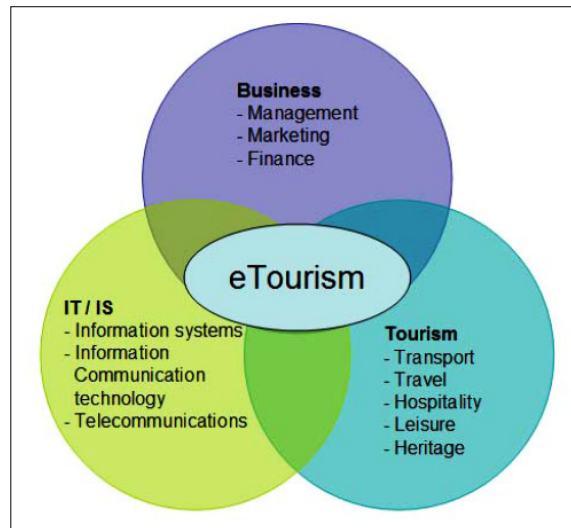 Business
- Management
- Marketing
- Finance
eTourism
IT / IS
- Information systems
- Information
Communication
technology
- Telecommunications
Tourism
- Transport
- Travel
- Hospitality
- Leisure
- Heritage